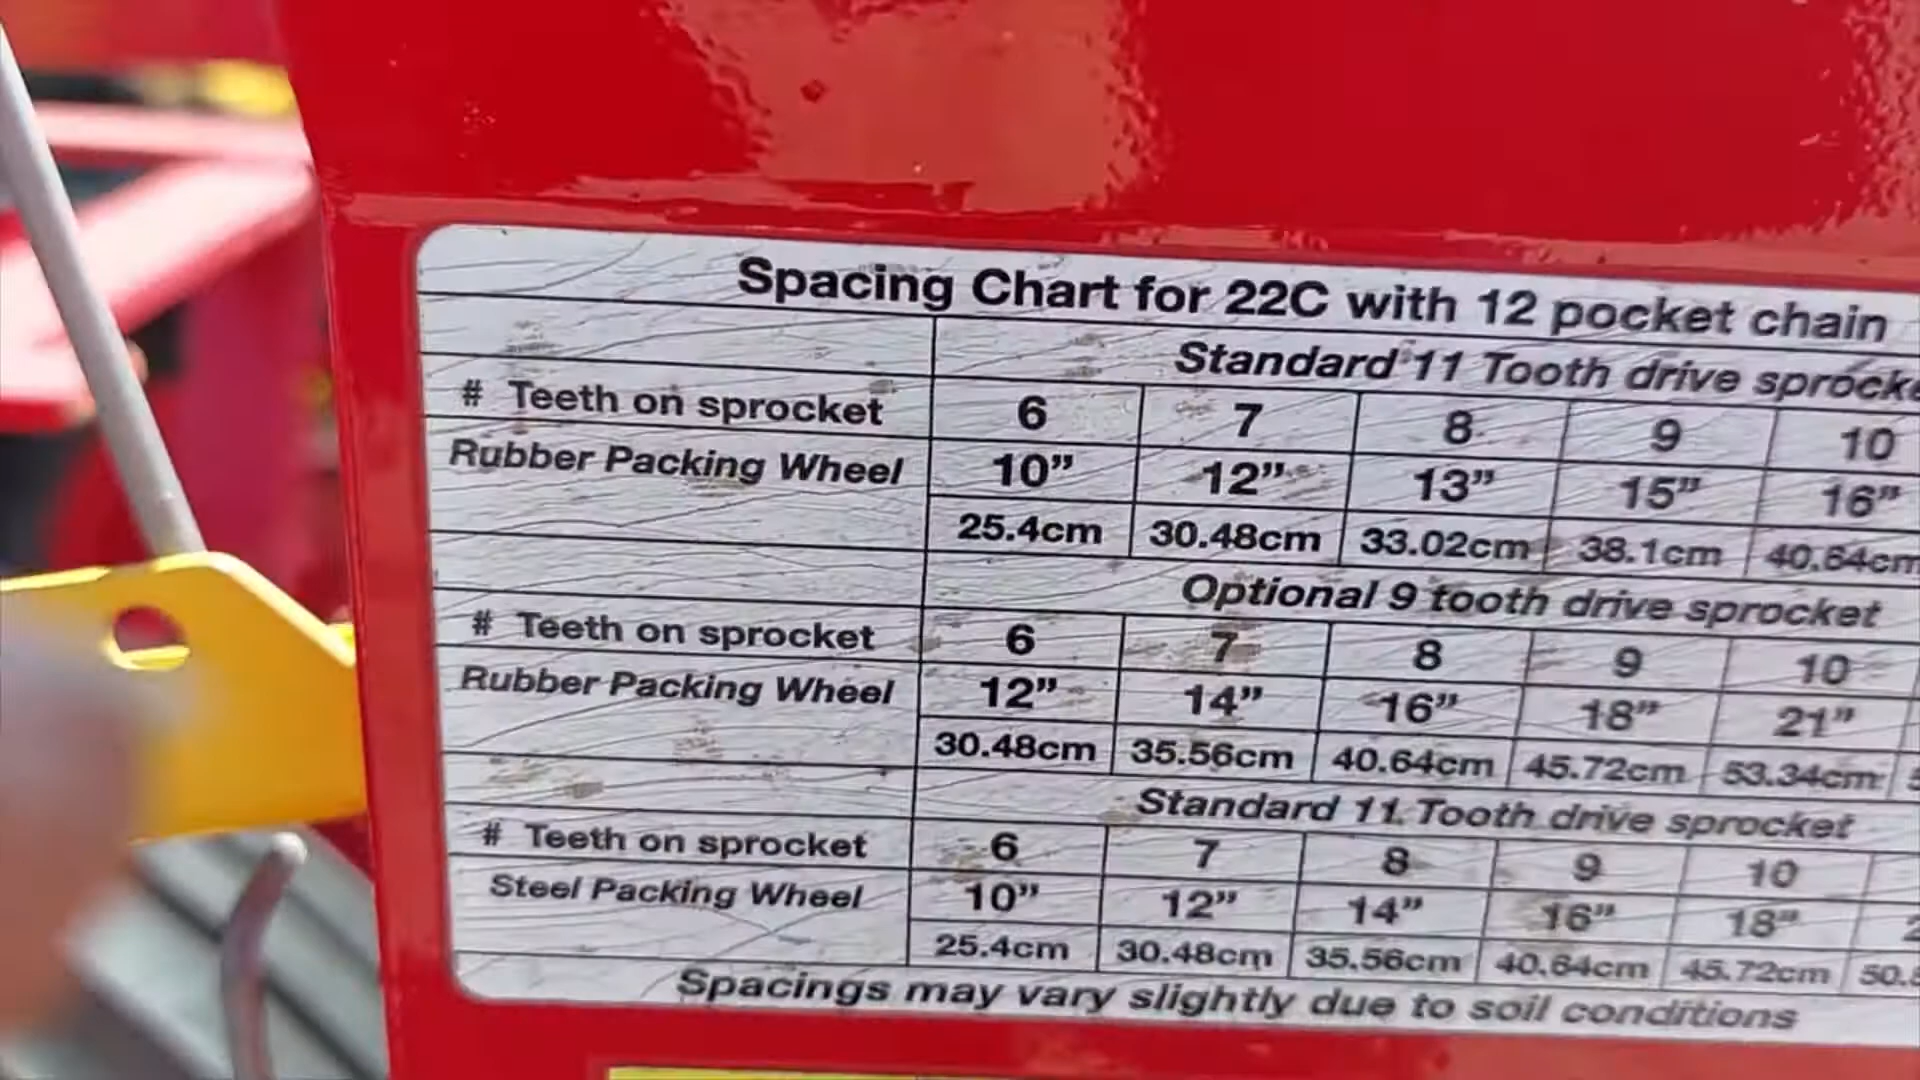 Spacing Chart for 22C with 12 pocket chain
Standard 11 Tooth drive
# Teeth on sprocket 6 7 8 9 10
Rubber Packing Wheel 10” 12” 13” 15” 16”
25.4cm 30.48cm 33.02cm 38.1cm 40.64cm
Optional 9 tooth drive sprocket
# Teeth on sprocket 6 7 8 9 10
Rubber Packing Wheel 12” 14” 16” 18” 21”
30.48cm 35.56cm 40.64cm 45.72cm 53.34cm
Standard 11 Tooth drive sprocket
# Teeth on sprocket 6 7 8 9 10
Steel Packing Wheel 10” 12” 14” 16” 18”
25.4cm 30.48cm 35.56cm 40.64cm 45.72cm
Spacings may vary slightly due to soil conditions